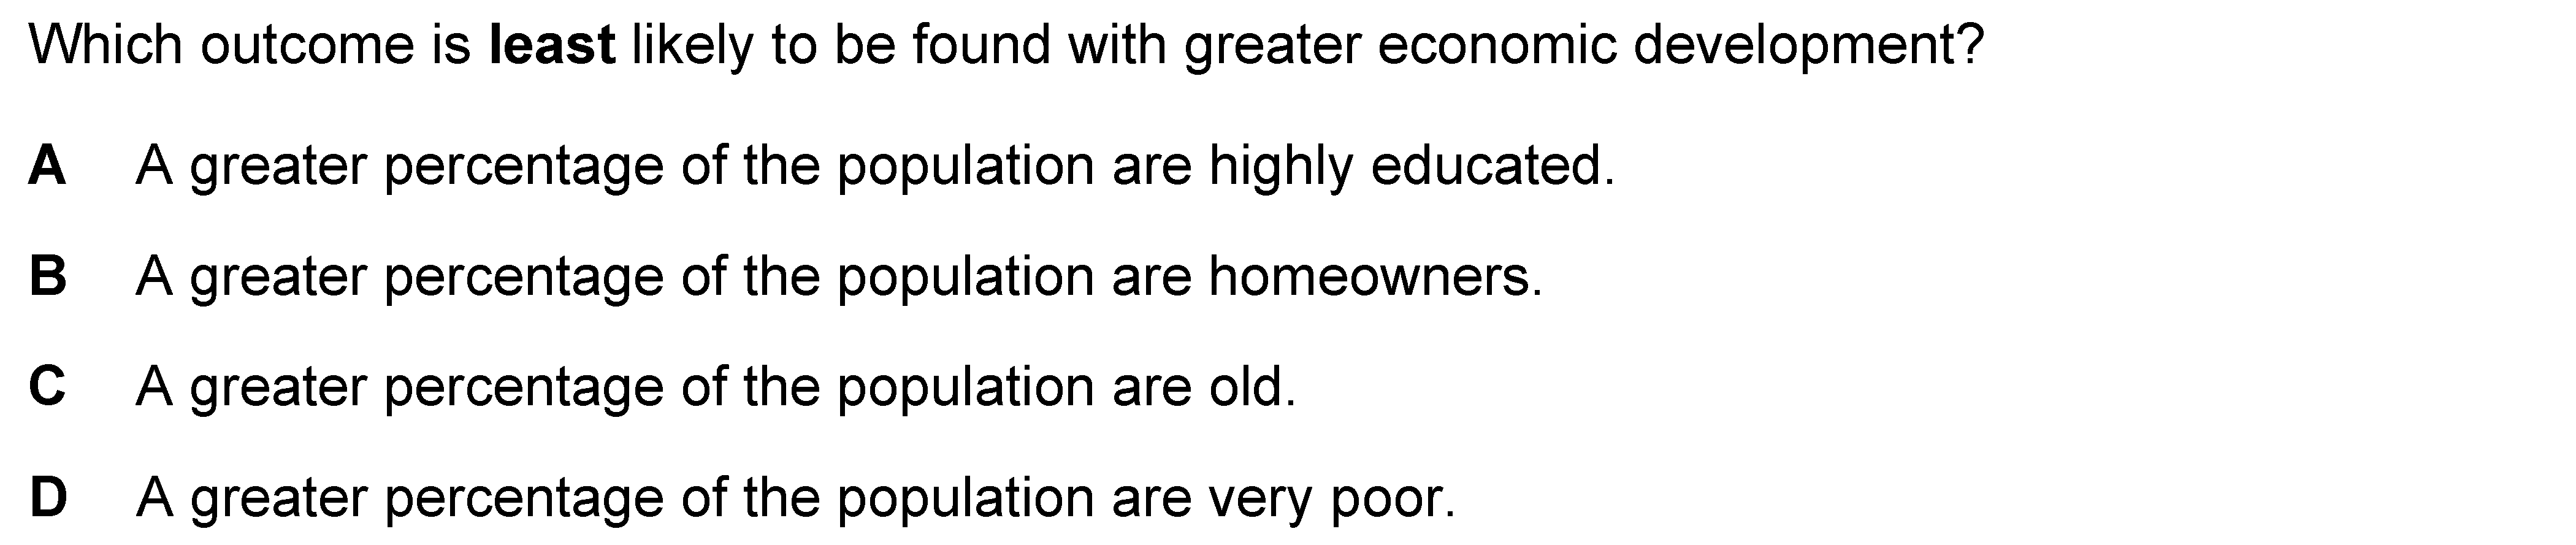 Which outcome is least likely to be found with greater economic development?
A A greater percentage of the population are highly educated.
B A greater percentage of the population are homeowners.
C A greater percentage of the population are old.
D A greater percentage of the population are very poor.